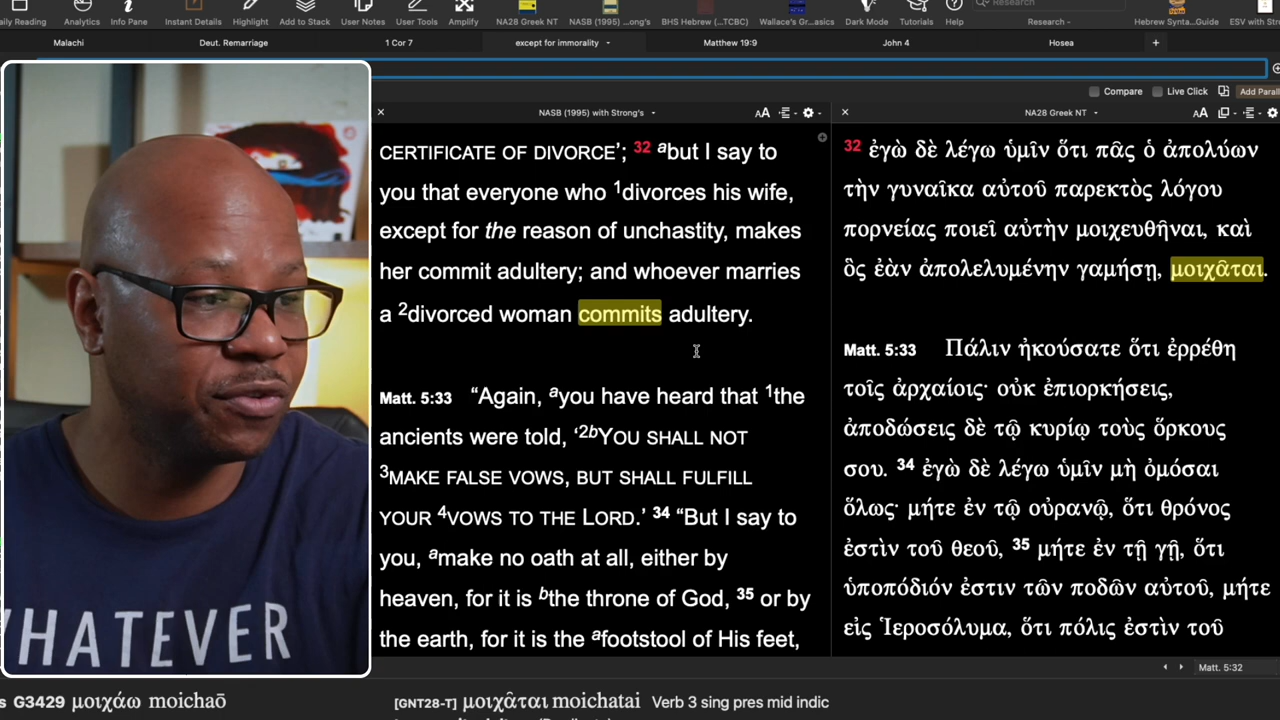 aily Reading
Analytics
Info Pane
Instant Details
Highlight
Add to Stack
User Notes
User Tools
Amplify
NA28 Greek NT
NASB (1995) ...ong's
BHS Hebrew (...TCBC)
Wallace's Gr...asics
Dark Mode
Tutorials
Help
Research
Research
Hebrew Synta...Guide
ESV with Str
Malachi
Deut. Remarriage
1 Cor 7
except for immorality
Matthew 19:9
John 4
Hosea
+
Compare
Live Click
Add Parall
NASB (1995) with Strong's
AA
CERTIFICATE OF DIVORCE’; 32 a but I say to
you that everyone who 1divorces his wife,
except for the reason of unchastity, makes
her commit adultery; and whoever marries
a 2divorced woman commits adultery.
Matt. 5:33 “Again, ayou have heard that 1the
ancients were told, ‘2bYOU SHALL NOT
3MAKE FALSE VOWS, BUT SHALL FULFILL
YOUR 4VOWS TO THE LORD.’ 34 “But I say to
you, amake no oath at all, either by
heaven, for it is bthe throne of God, 35 or by
the earth, for it is the afootstool of His feet,
NA28 Greek NT
AA
32 ἐγὼ δὲ λέγω ὑμῖν ὅτι πᾶς ὁ ἀπολύων
τὴν γυναῖκα αὐτοῦ παρεκτὸς λόγου
πορνείας ποιεῖ αὐτὴν μοιχευθῆναι, καὶ
ὃς ἐὰν ἀπολελυμένην γαμήσῃ, μοιχᾶται.
Matt. 5:33 Πάλιν ἠκούσατε ὅτι ἐρρέθη
τοῖς ἀρχαίοις· οὐκ ἐπιορκήσεις,
ἀποδώσεις δὲ τῷ κυρίῳ τοὺς ὅρκους
σου. 34 ἐγὼ δὲ λέγω ὑμῖν μὴ ὀμόσαι
ὅλως· μήτε ἐν τῷ οὐρανῷ, ὅτι θρόνος
ἐστὶν τοῦ θεοῦ, 35 μήτε ἐν τῇ γῇ, ὅτι
ὑποπόδιόν ἐστιν τῶν ποδῶν αὐτοῦ, μήτε
εἰς Ἱεροσόλυμα, ὅτι πόλις ἐστὶν τοῦ
Matt. 5:32
WHATEVER
s G3429 μοιχάω moichaō
[GNT28-T] μοιχᾶται moichatai Verb 3 sing pres mid indic